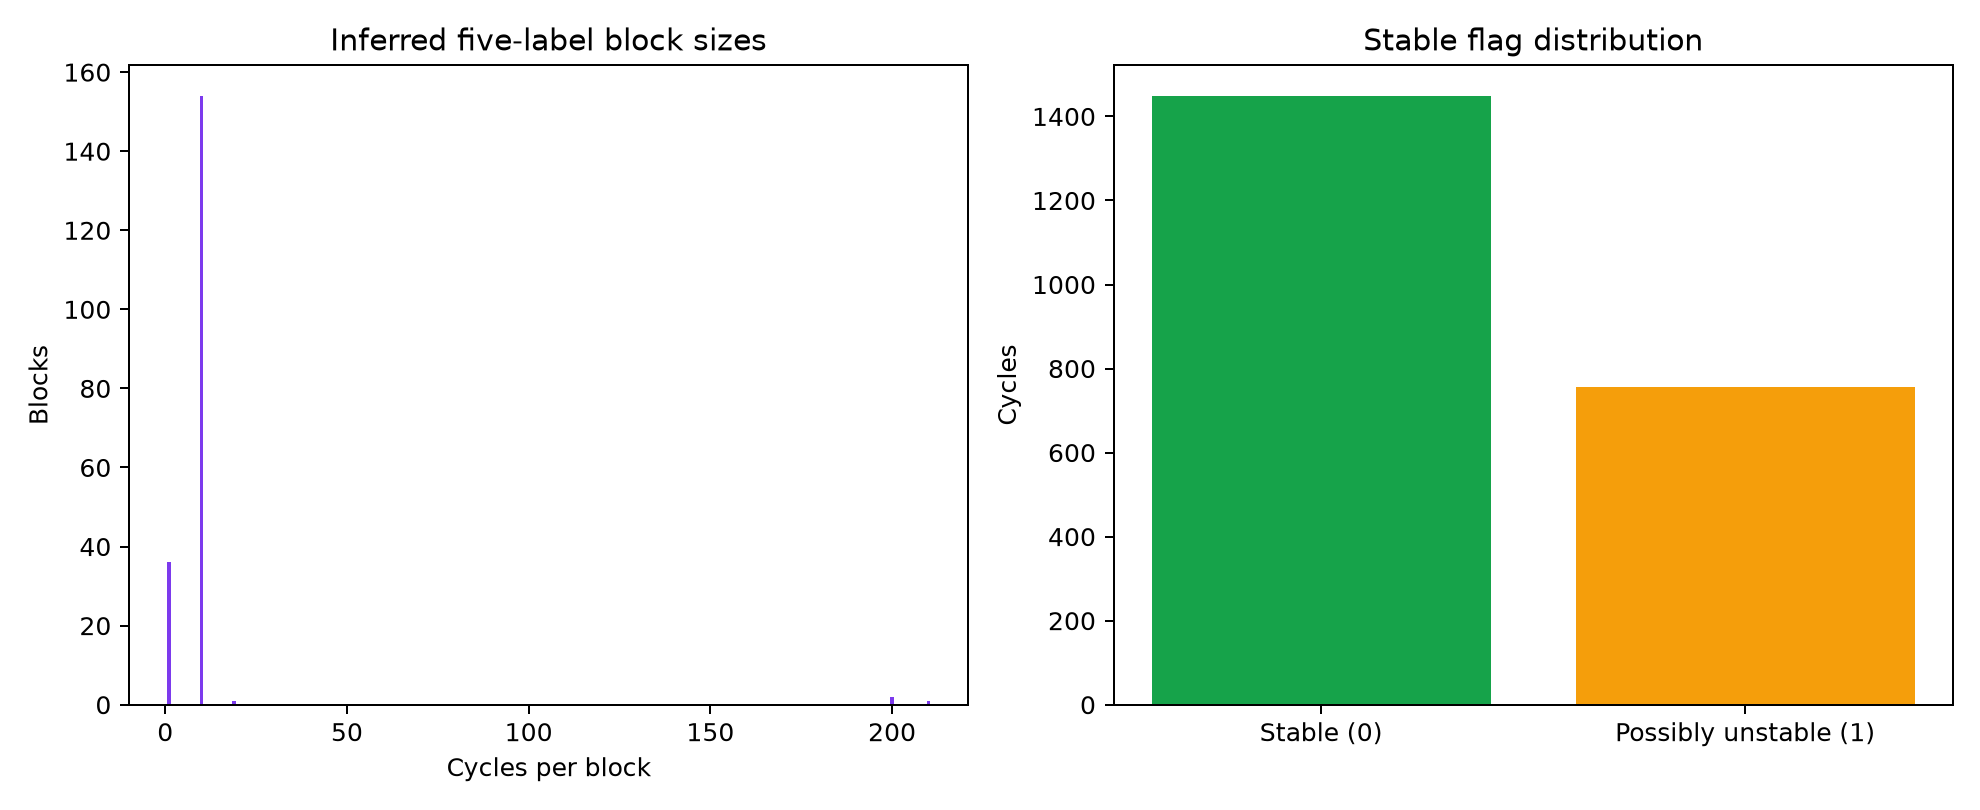 Inferred five-label block sizes
160
140
120
100
80
60
40
20
0
Blocks
0 50 100 150 200
Cycles per block
Stable flag distribution
1400
1200
1000
800
600
400
200
0
Cycles
Stable (0) Possibly unstable (1)